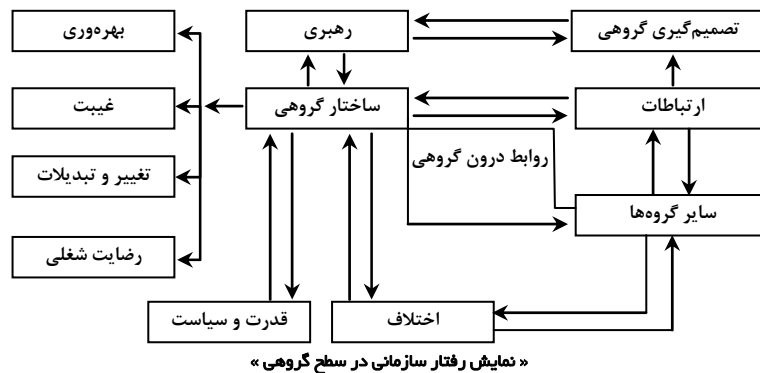 تصمیم‌گیری گروهی
رهبری
بهره‌وری
ارتباطات
ساختار گروهی
غیبت
روابط درون گروهی
تغییر و تبدیلات
سایر گروه‌ها
رضایت شغلی
اختلاف
قدرت و سیاست
« نمایش رفتار سازمانی در سطح گروهی »